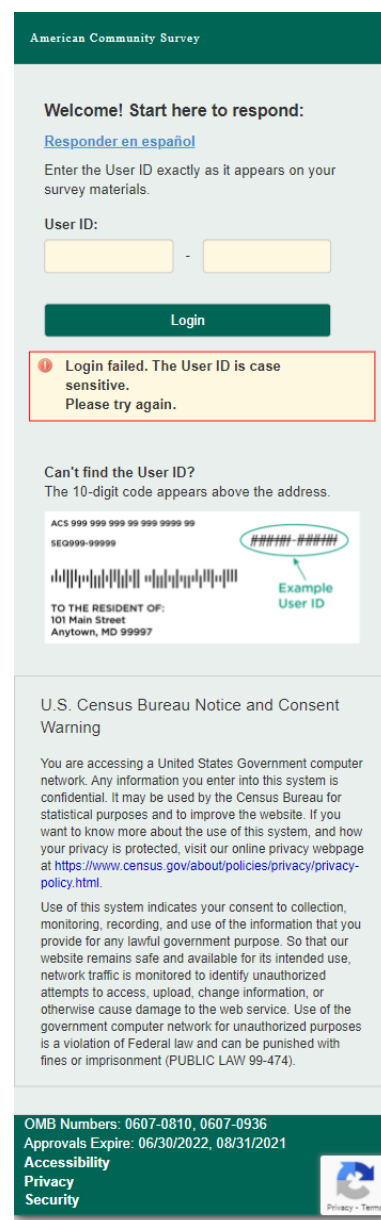 American Community Survey
Welcome! Start here to respond:
Responder en español
Enter the User ID exactly as it appears on your
survey materials.
User ID:
-
Login
Login failed. The User ID is case
sensitive.
Please try again.
Can't find the User ID?
The 10-digit code appears above the address.
ACS 999 999 999 99 999 9999 99
SEQ999-99999
#####-#####
Example
User ID
TO THE RESIDENT OF:
101 Main Street
Anytown, MD 99997
U.S. Census Bureau Notice and Consent
Warning
You are accessing a United States Government computer
network. Any information you enter into this system is
confidential. It may be used by the Census Bureau for
statistical purposes and to improve the website. If you
want to know more about the use of this system, and how
your privacy is protected, visit our online privacy webpage
at https://www.census.gov/about/policies/privacy/privacy-
policy.html.
Use of this system indicates your consent to collection,
monitoring, recording, and use of the information that you
provide for any lawful government purpose. So that our
website remains safe and available for its intended use,
network traffic is monitored to identify unauthorized
attempts to access, upload, change information, or
otherwise cause damage to the web service. Use of the
government computer network for unauthorized purposes
is a violation of Federal law and can be punished with
fines or imprisonment (PUBLIC LAW 99-474).
OMB Numbers: 0607-0810, 0607-0936
Approvals Expire: 06/30/2022, 08/31/2021
Accessibility
Privacy
Security
Privacy - Terms